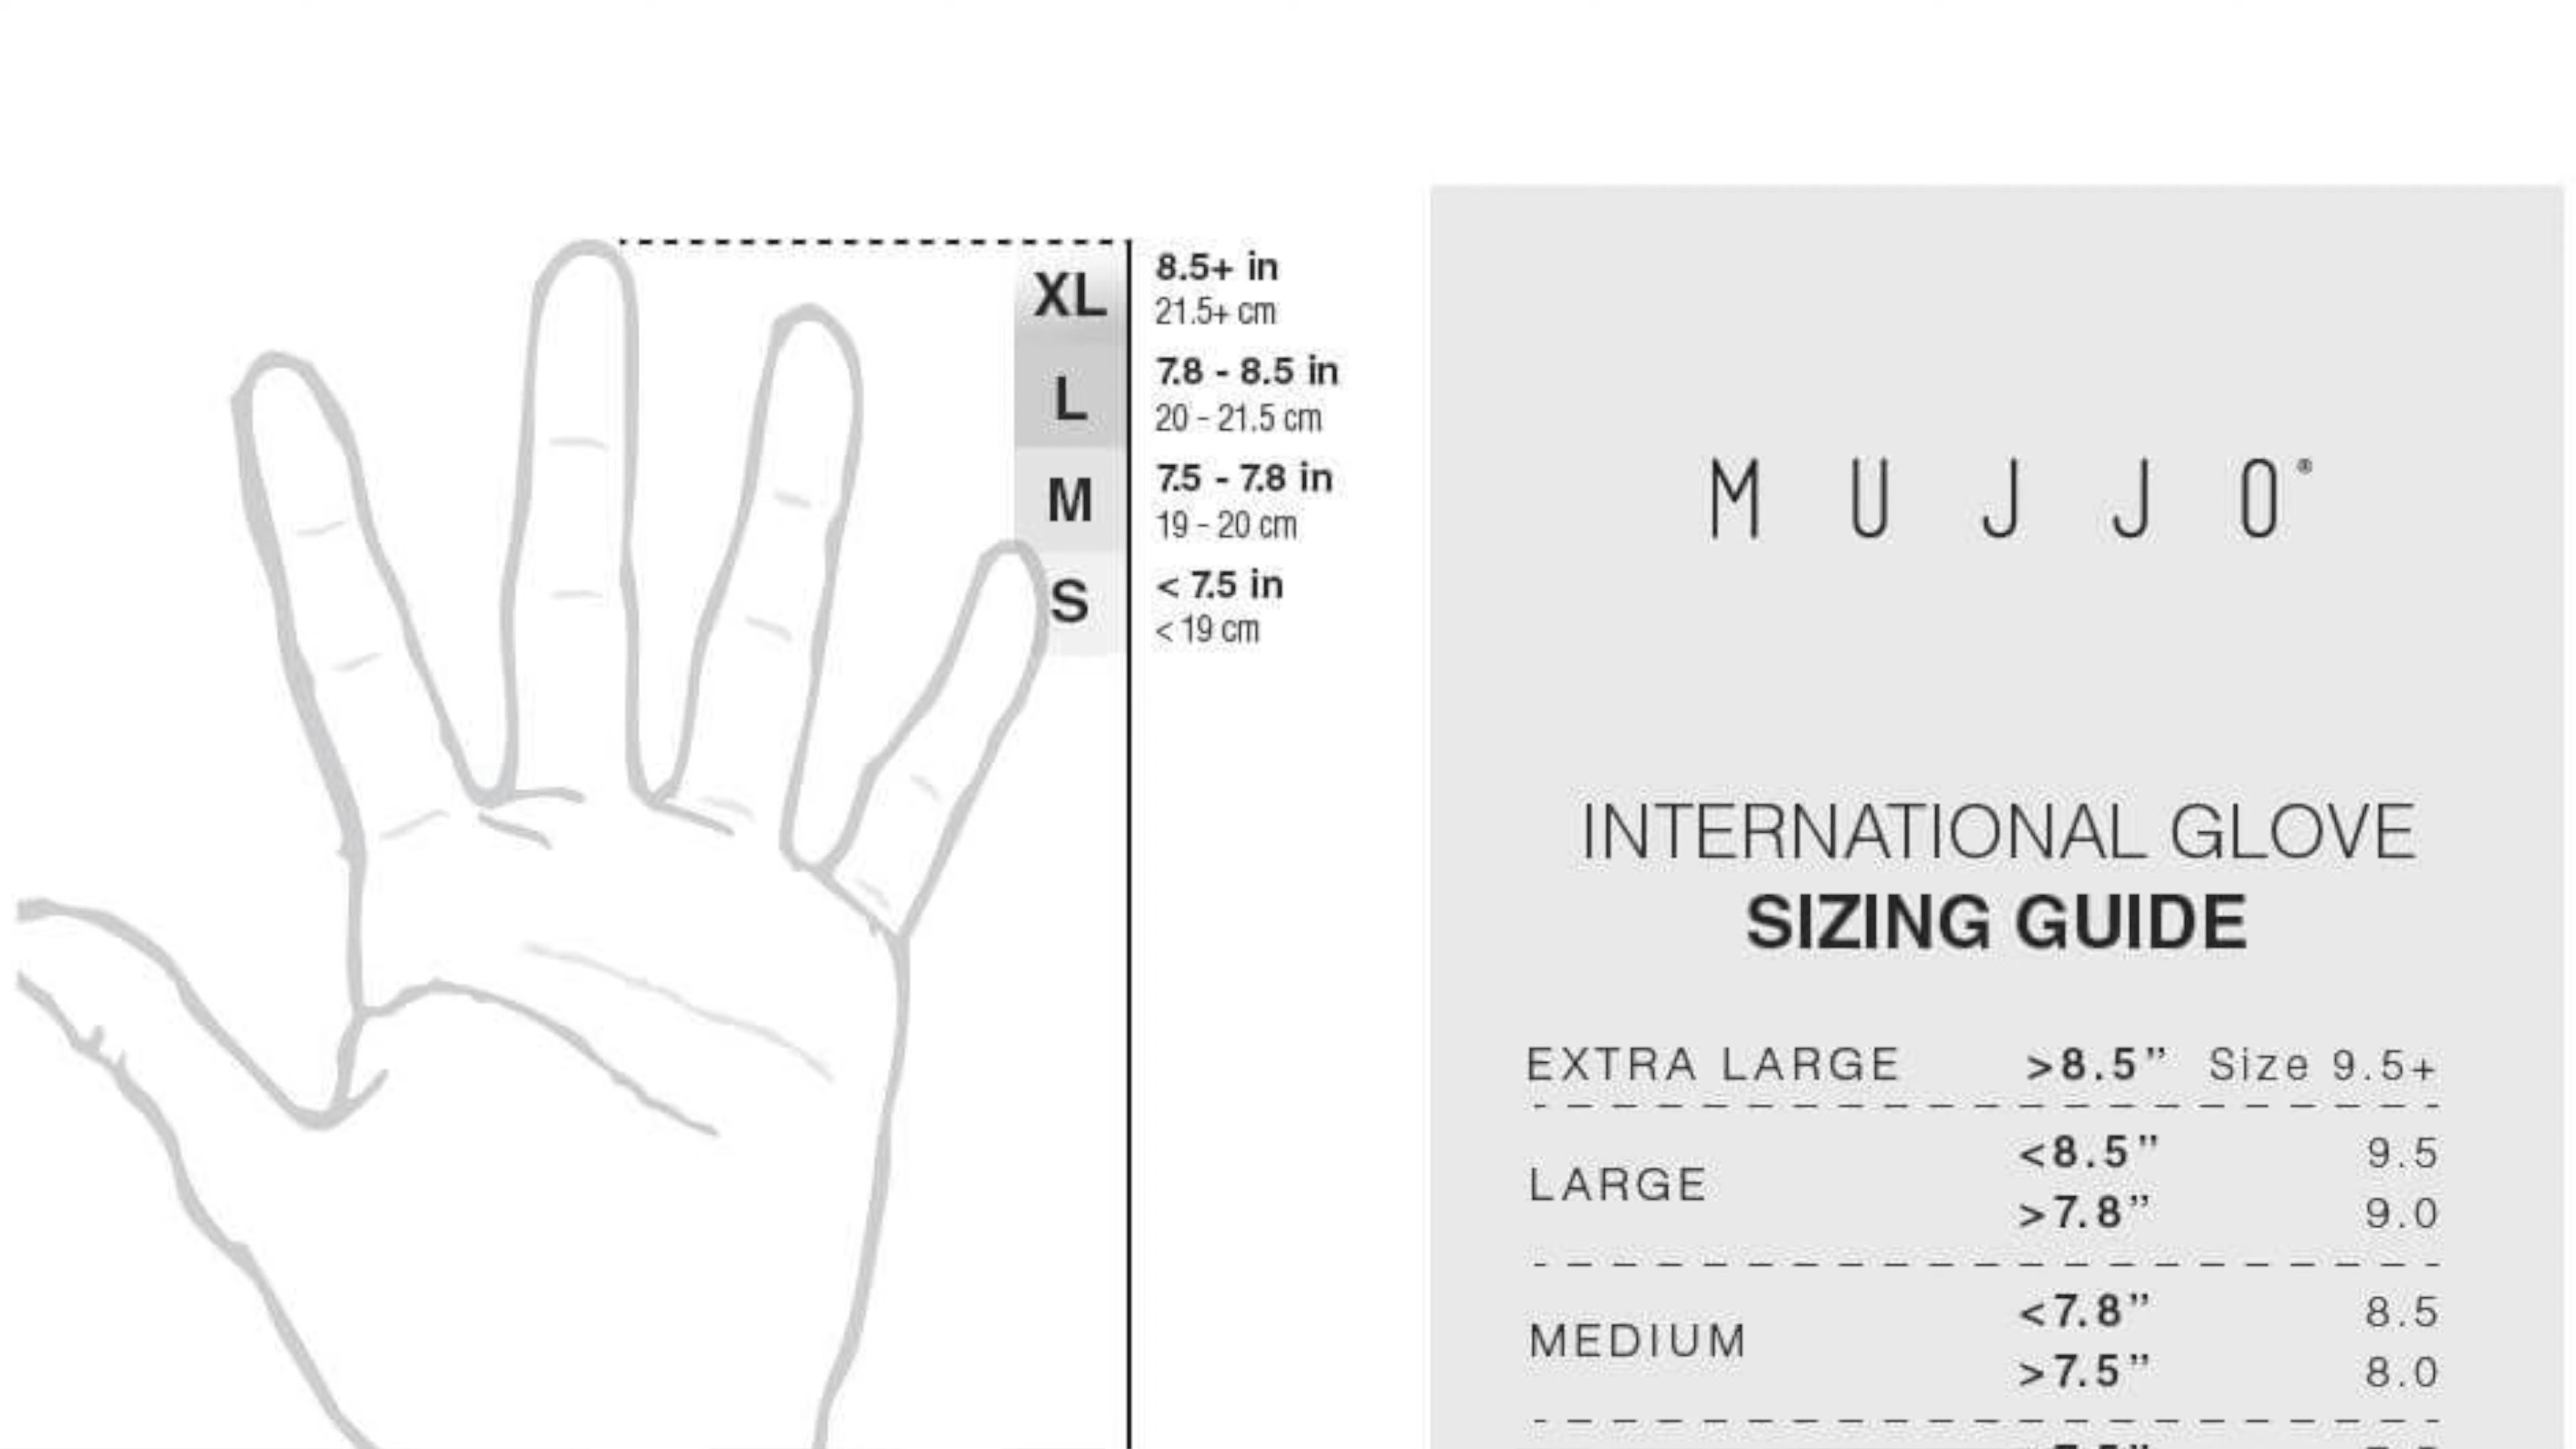 XL
8.5+ in
21.5+ cm
L
7.8 - 8.5 in
20 - 21.5 cm
M
7.5 - 7.8 in
19 - 20 cm
S
< 7.5 in
< 19 cm
MUJJO®
INTERNATIONAL GLOVE
SIZING GUIDE
EXTRA LARGE >8.5” Size 9.5+
<8.5” 9.5
LARGE
>7.8” 9.0
<7.8” 8.5
MEDIUM
>7.5” 8.0